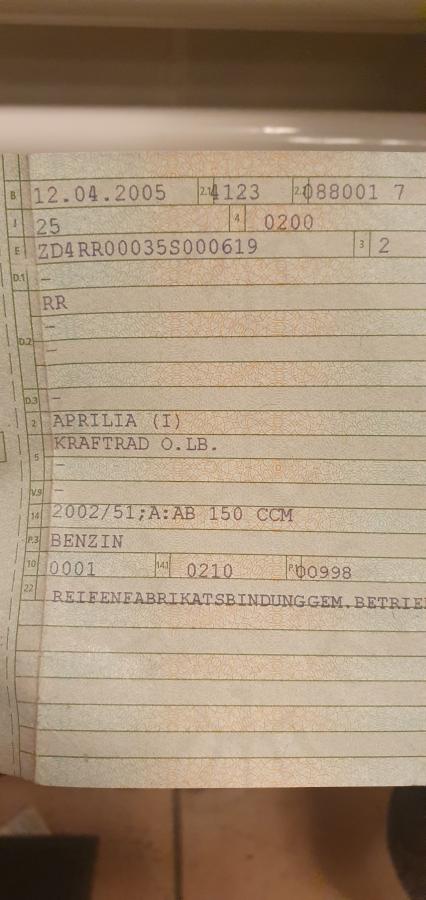 B 12.04.2005 2.1 4123 2.2 088001 7
J 25 4 0200
E ZD4RR00035S000619 3 2
D.1 –
RR
–
D.2 –
D.3 –
2 APRILIA (I)
5 KRAFTRAD O.LB.
–
V.9 –
14 2002/51;A:AB 150 CCM
P.3 BENZIN
10 0001 14.1 0210 P.1 00998
22 REIFENFABRIKATSBINDUNGGEM.BETRIE